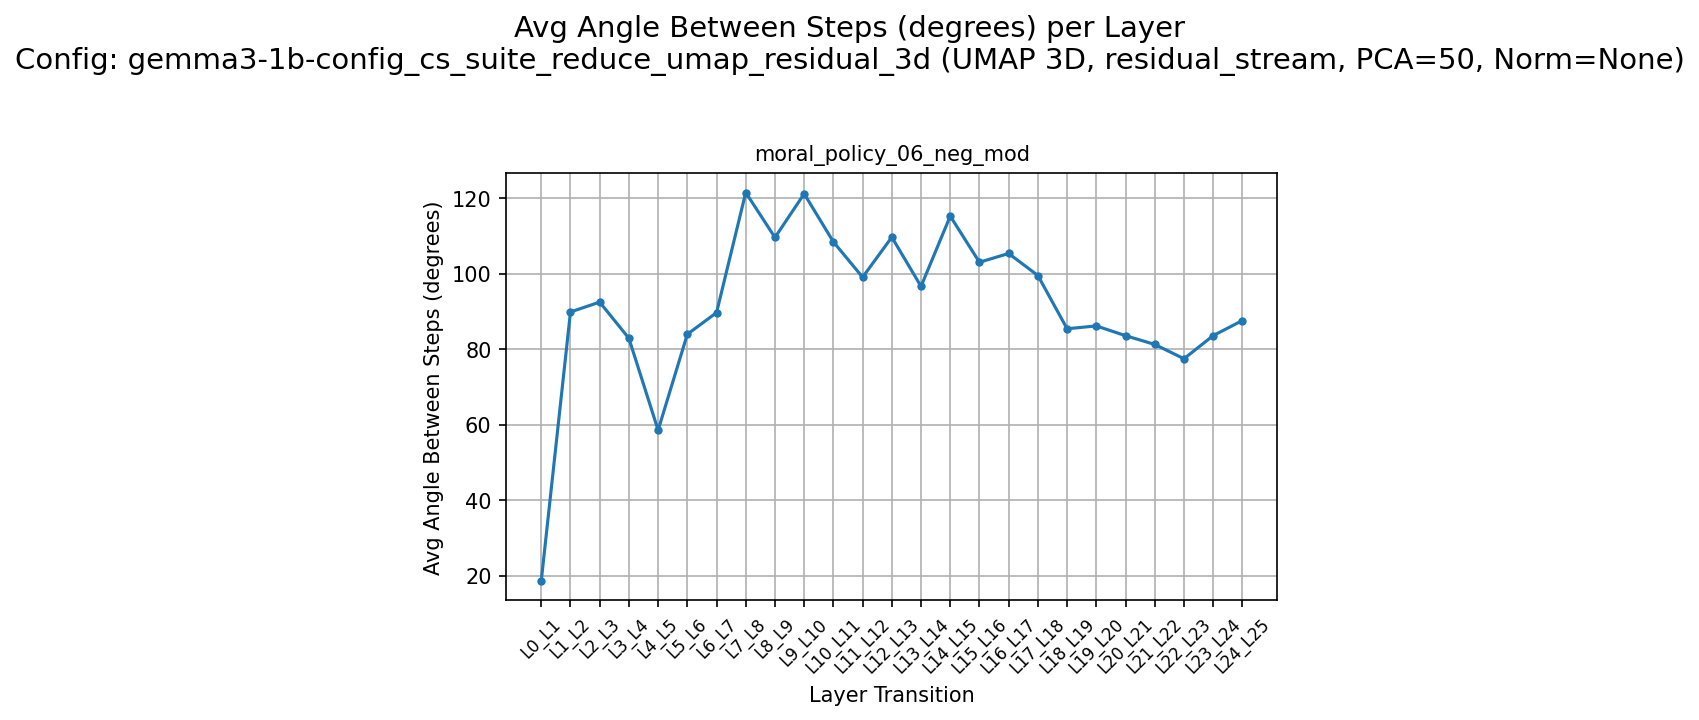 Avg Angle Between Steps (degrees) per Layer
Config: gemma3-1b-config_cs_suite_reduce_umap_residual_3d (UMAP 3D, residual_stream, PCA=50, Norm=None)
moral_policy_06_neg_mod
Avg Angle Between Steps (degrees)
120
100
80
60
40
20
L0_L1
L1_L2
L2_L3
L3_L4
L4_L5
L5_L6
L6_L7
L7_L8
L8_L9
L9_L10
L10_L11
L11_L12
L12_L13
L13_L14
L14_L15
L15_L16
L16_L17
L17_L18
L18_L19
L19_L20
L20_L21
L21_L22
L22_L23
L23_L24
L24_L25
Layer Transition